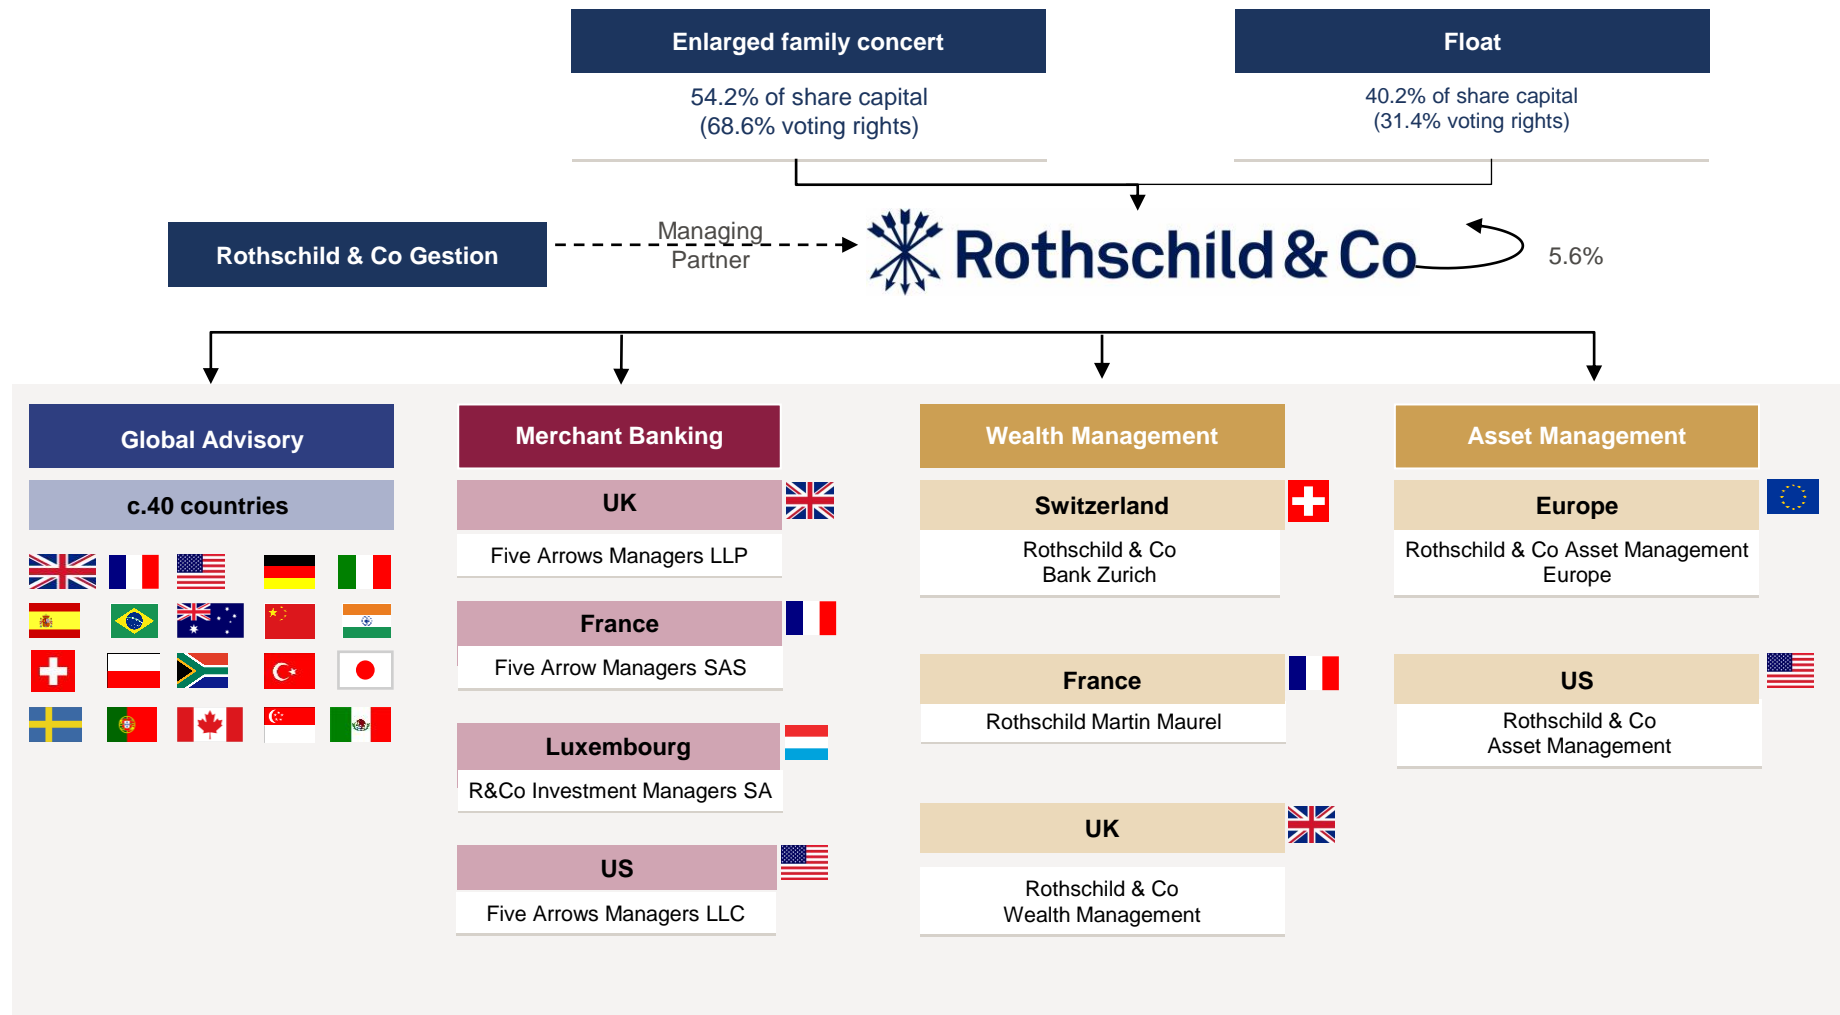 Enlarged family concert
54.2% of share capital
(68.6% voting rights)
Float
40.2% of share capital
(31.4% voting rights)
Rothschild & Co Gestion
Managing
Partner
Rothschild & Co
5.6%
Global Advisory
c.40 countries
Merchant Banking
UK
Five Arrows Managers LLP
France
Five Arrow Managers SAS
Luxembourg
R&Co Investment Managers SA
US
Five Arrows Managers LLC
Wealth Management
Switzerland
Rothschild & Co
Bank Zurich
France
Rothschild Martin Maurel
UK
Rothschild & Co
Wealth Management
Asset Management
Europe
Rothschild & Co Asset Management
Europe
US
Rothschild & Co
Asset Management